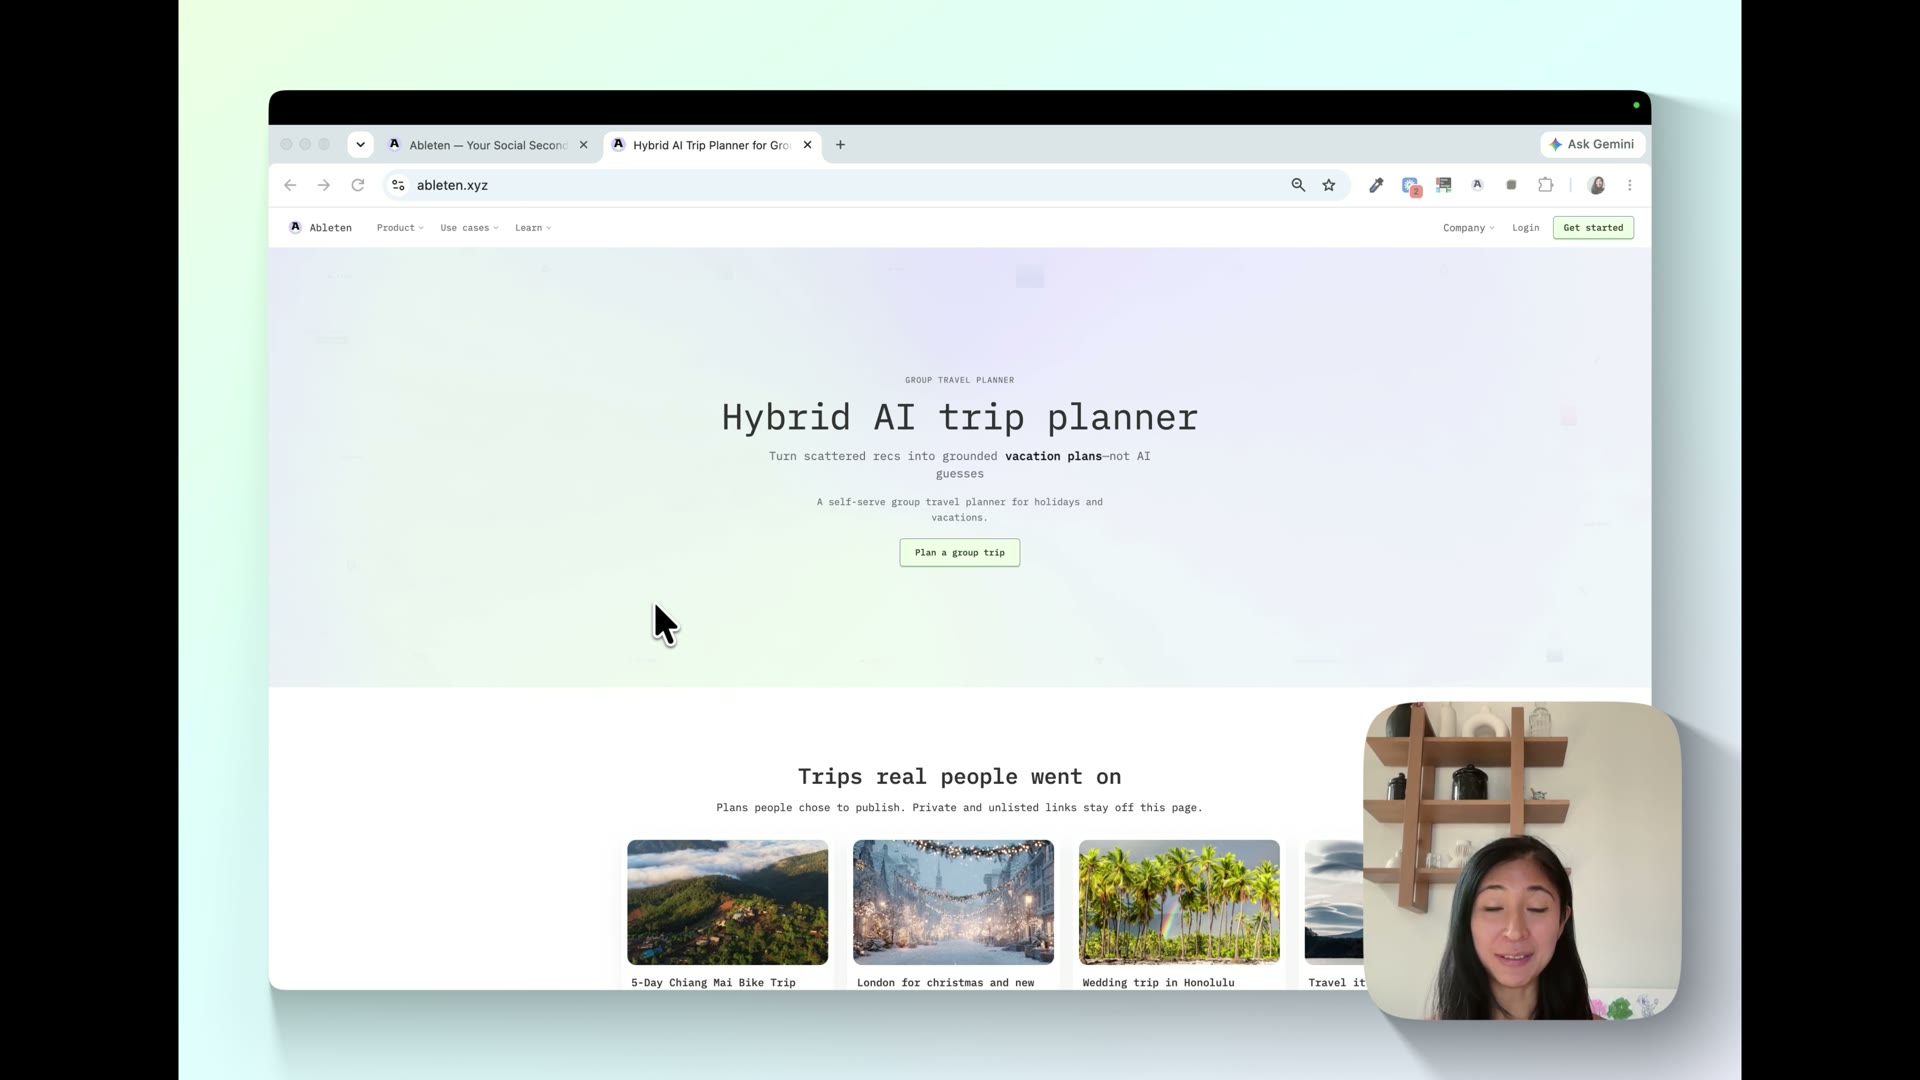 Ableten — Your Social Second
Hybrid AI Trip Planner for Gro
Ask Gemini
ableten.xyz
2
A
A Ableten
Product
Use cases
Learn
Company
Login
Get started
GROUP TRAVEL PLANNER
Hybrid AI trip planner
Turn scattered recs into grounded vacation plans—not AI
guesses
A self-serve group travel planner for holidays and
vacations.
Plan a group trip
Trips real people went on
Plans people chose to publish. Private and unlisted links stay off this page.
5-Day Chiang Mai Bike Trip
London for christmas and new
Wedding trip in Honolulu
Travel it